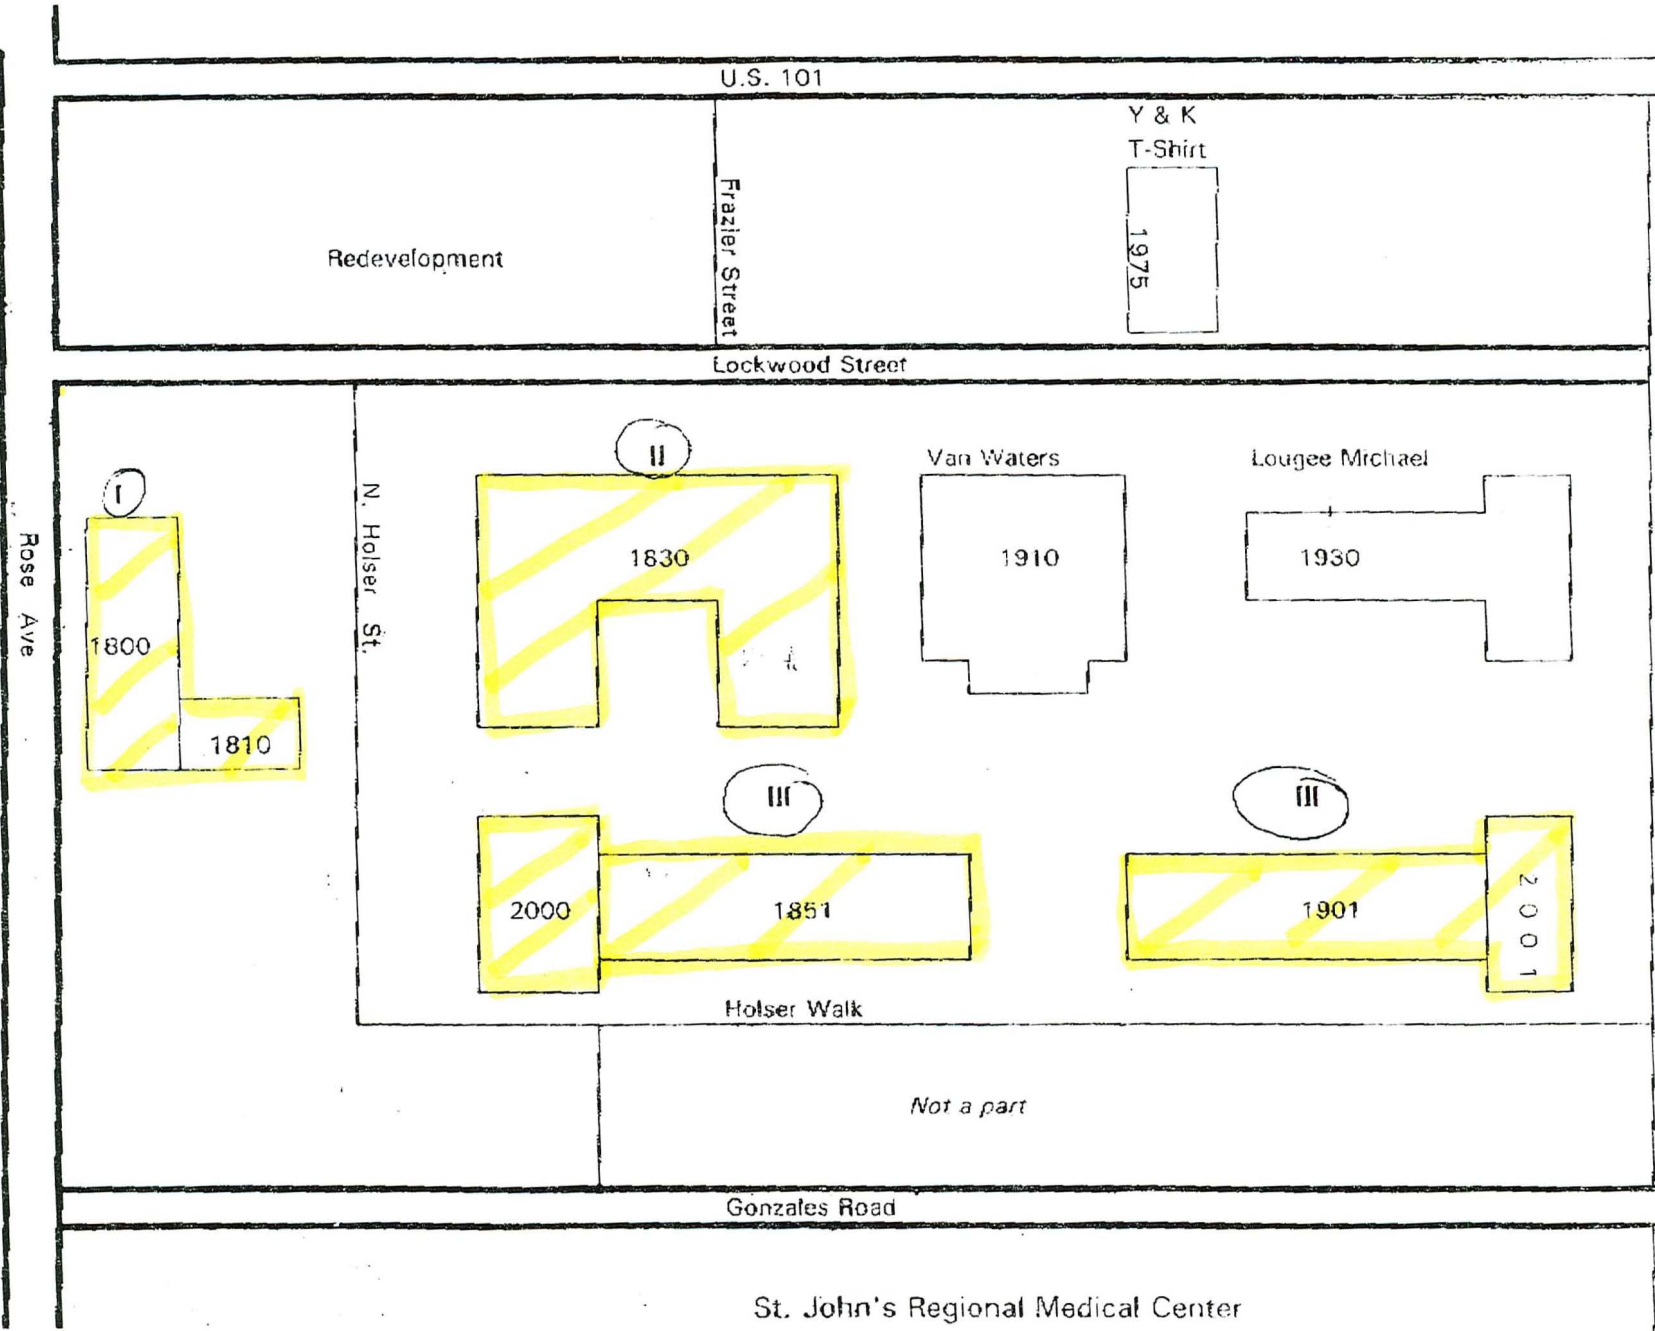 U.S. 101
Y & K
T-Shirt
1975
Frazier Street
Redevelopment
Lockwood Street
Rose Ave
N. Holser St.
I
1800
1810
II
1830
Van Waters
1910
Lougee Michael
1930
III
2000
1851
III
1901
2001
Holser Walk
Not a part
Gonzales Road
St. John's Regional Medical Center